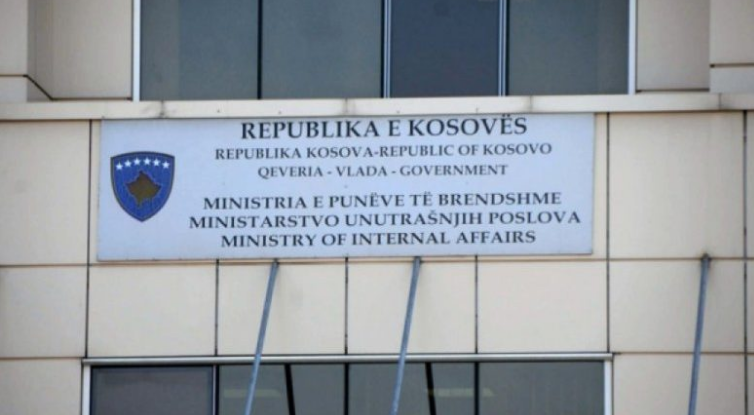 REPUBLIKA E KOSOVËS
REPUBLIKA KOSOVA-REPUBLIC OF KOSOVO
QEVERIA - VLADA - GOVERNMENT
MINISTRIA E PUNËVE TË BRENDSHME
MINISTARSTVO UNUTRAŠNJIH POSLOVA
MINISTRY OF INTERNAL AFFAIRS